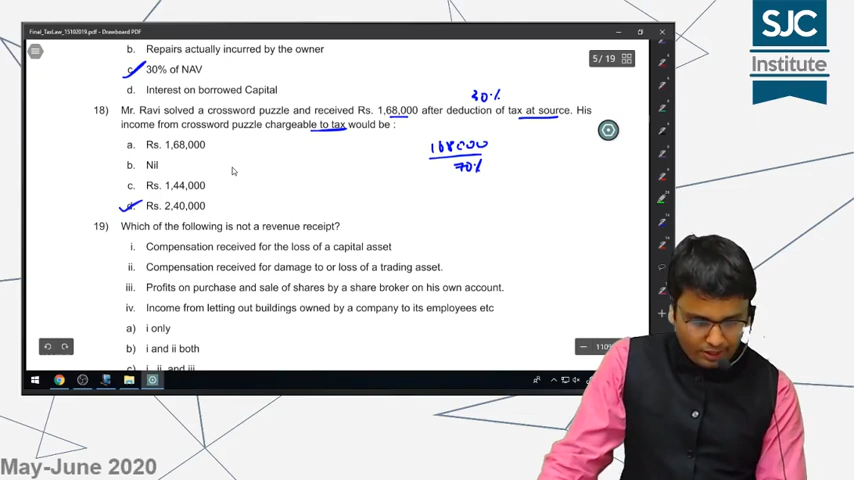 Final_TaxLaw_15102019.pdf - Drawboard PDF
b. Repairs actually incurred by the owner
5 / 19
c. 30% of NAV
d. Interest on borrowed Capital
30%
18) Mr. Ravi solved a crossword puzzle and received Rs. 1,68,000 after deduction of tax at source. His
income from crossword puzzle chargeable to tax would be :
a. Rs. 1,68,000
168000
70%
b. Nil
c. Rs. 1,44,000
d. Rs. 2,40,000
19) Which of the following is not a revenue receipt?
i. Compensation received for the loss of a capital asset
ii. Compensation received for damage to or loss of a trading asset.
iii. Profits on purchase and sale of shares by a share broker on his own account.
iv. Income from letting out buildings owned by a company to its employees etc
a) i only
b) i and ii both
c) i, ii and iii
110%
SJC
Institute
May-June 2020